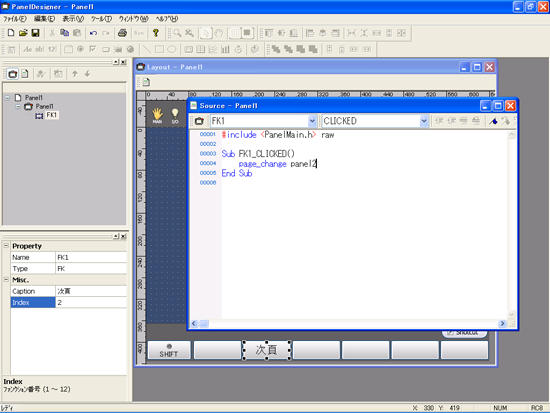 PanelDesigner - Panel1
ファイル(F) 編集(E) 表示(V) ツール(T) ウィンドウ(W) ヘルプ(H)
Panel1
Panel1
FK1
Property
Name FK1
Type FK
Misc.
Caption 次頁
Index 2
Index
ファンクション番号 (1 ～ 12)
Layout - Panel1
MAN I/O
Source - Panel1
FK1 CLICKED
00001 #include <PanelMain.h> raw
00002
00003 Sub FK1_CLICKED()
00004 page_change panel2
00005 End Sub
00006
SHIFT 次頁
レディ X: 330 Y: 419 NUM RC8